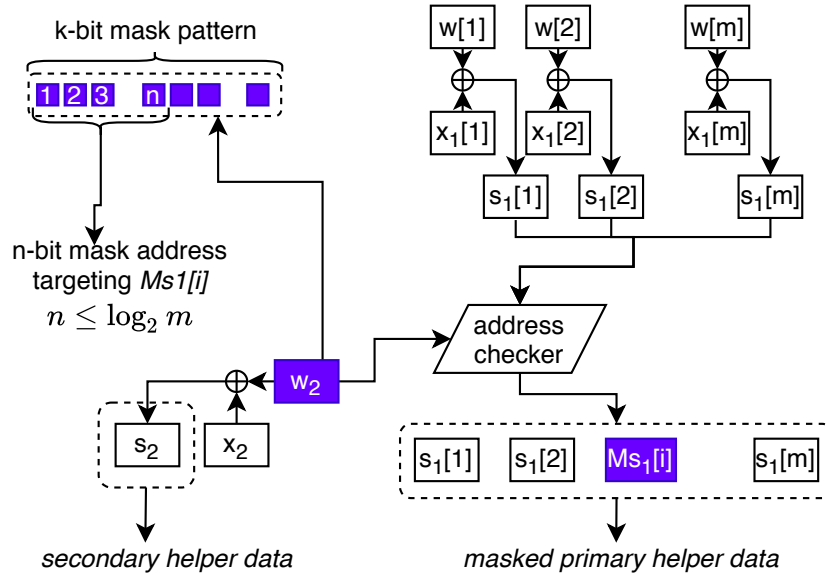 k-bit mask pattern
1 2 3 n
n-bit mask address
targeting Ms1[i]
n ≤ log₂ m
w[1] w[2] w[m]
x₁[1] x₁[2] x₁[m]
s₁[1] s₁[2] s₁[m]
address
checker
w₂
s₂ x₂
s₁[1] s₁[2] Ms₁[i] s₁[m]
secondary helper data
masked primary helper data